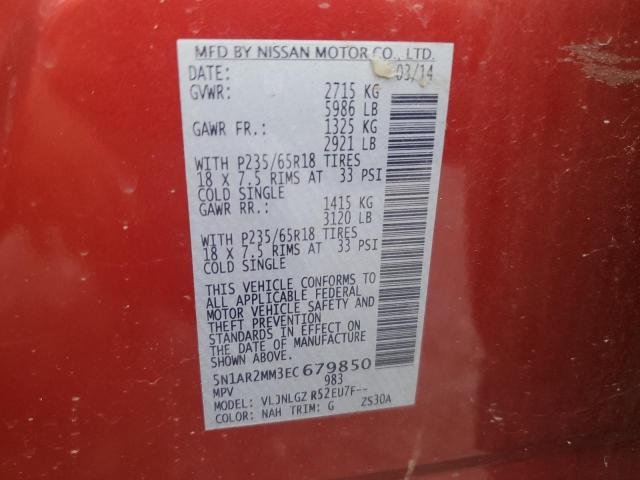 MFD BY NISSAN MOTOR CO., LTD.
DATE: 03/14
GVWR: 2715 KG
5986 LB
GAWR FR.: 1325 KG
2921 LB
WITH P235/65R18 TIRES
18 X 7.5 RIMS AT 33 PSI
COLD SINGLE
GAWR RR.: 1415 KG
3120 LB
WITH P235/65R18 TIRES
18 X 7.5 RIMS AT 33 PSI
COLD SINGLE
THIS VEHICLE CONFORMS TO
ALL APPLICABLE FEDERAL
MOTOR VEHICLE SAFETY AND
THEFT PREVENTION
STANDARDS IN EFFECT ON
THE DATE OF MANUFACTURE
SHOWN ABOVE.
5N1AR2MM3EC679850
MPV 983
MODEL: VLJNLGZ R52EU7F--
COLOR: NAH TRIM: G ZS30A